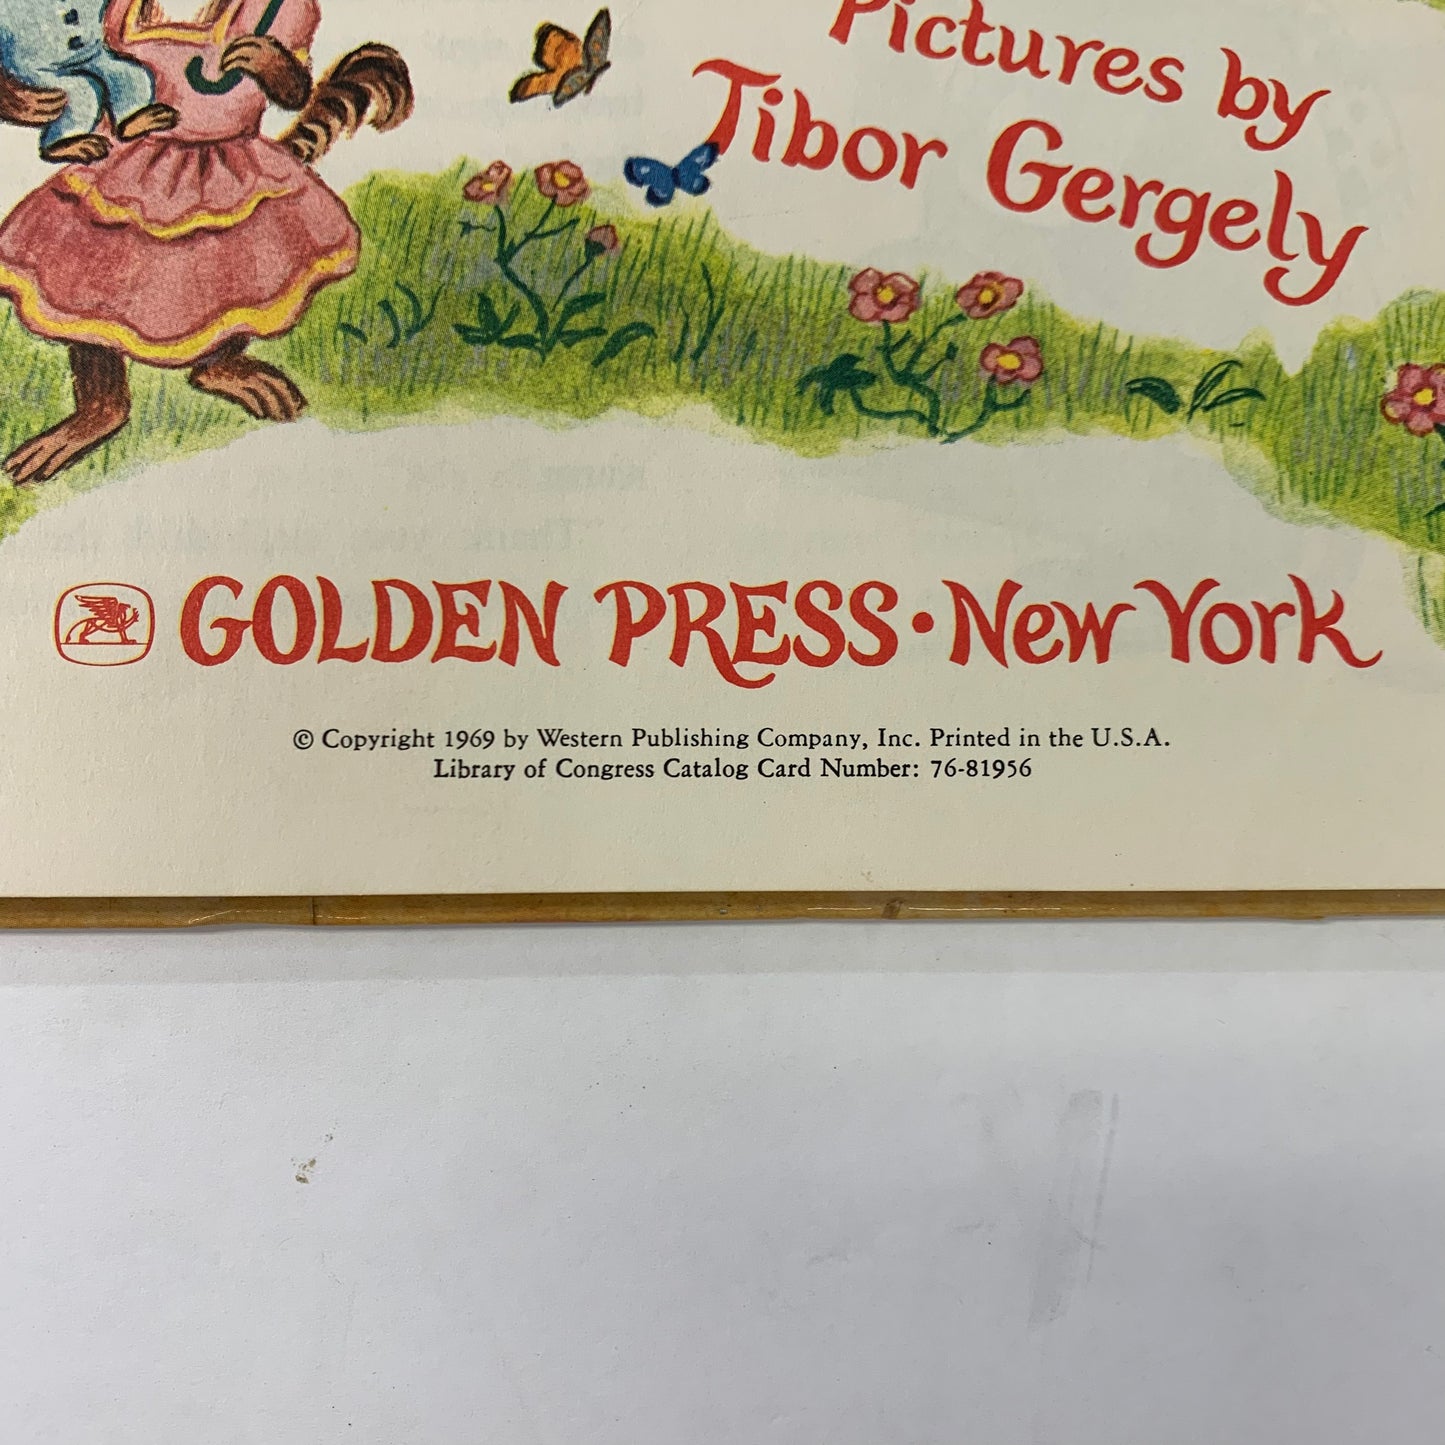 Pictures by
Tibor Gergely
GOLDEN PRESS • New York
© Copyright 1969 by Western Publishing Company, Inc. Printed in the U.S.A.
Library of Congress Catalog Card Number: 76-81956